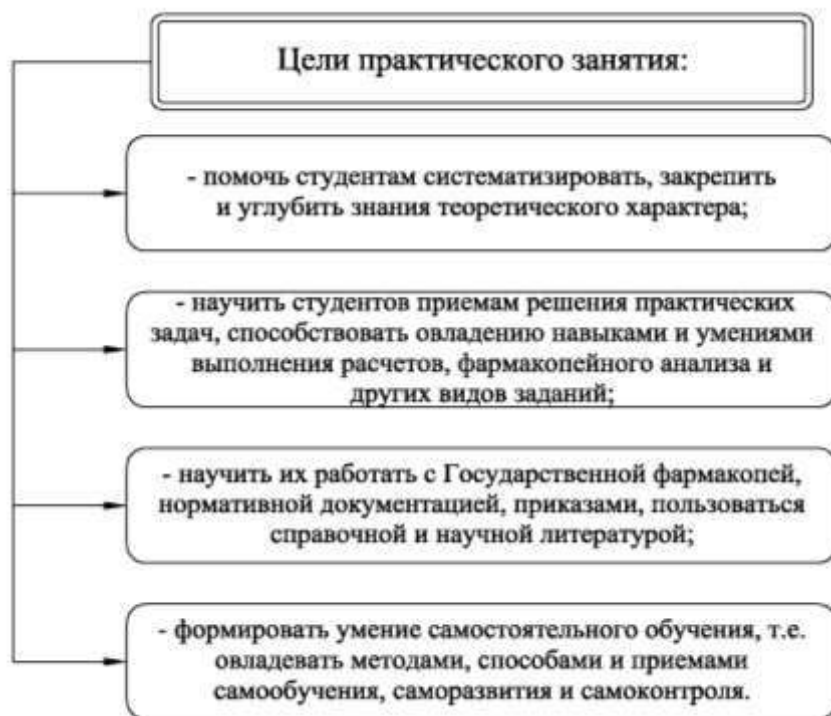 Цели практического занятия:
- помочь студентам систематизировать, закрепить
и углубить знания теоретического характера;
- научить студентов приемам решения практических
задач, способствовать овладению навыками и умениями
выполнения расчетов, фармакопейного анализа и
других видов заданий;
- научить их работать с Государственной фармакопей,
нормативной документацией, приказами, пользоваться
справочной и научной литературой;
- формировать умение самостоятельного обучения, т.е.
овладевать методами, способами и приемами
самообучения, саморазвития и самоконтроля.